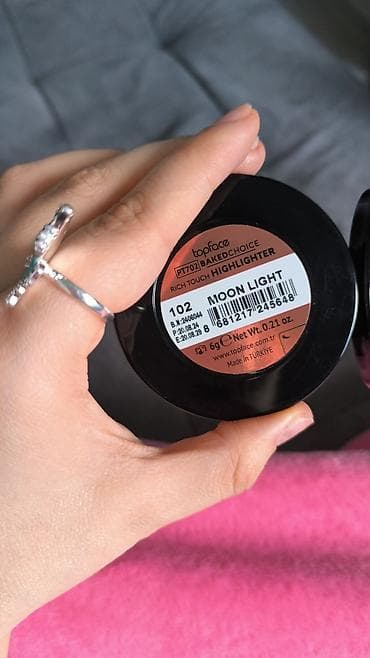 topface
PT702 BAKEDCHOICE
RICH TOUCH HIGHLIGHTER
102 MOON LIGHT
B.N:2406044
P:20.08.24
E:20.08.29
8 681217 245648
6g e Net Wt. 0.21 oz.
www.topface.com.tr
Made in TÜRKİYE